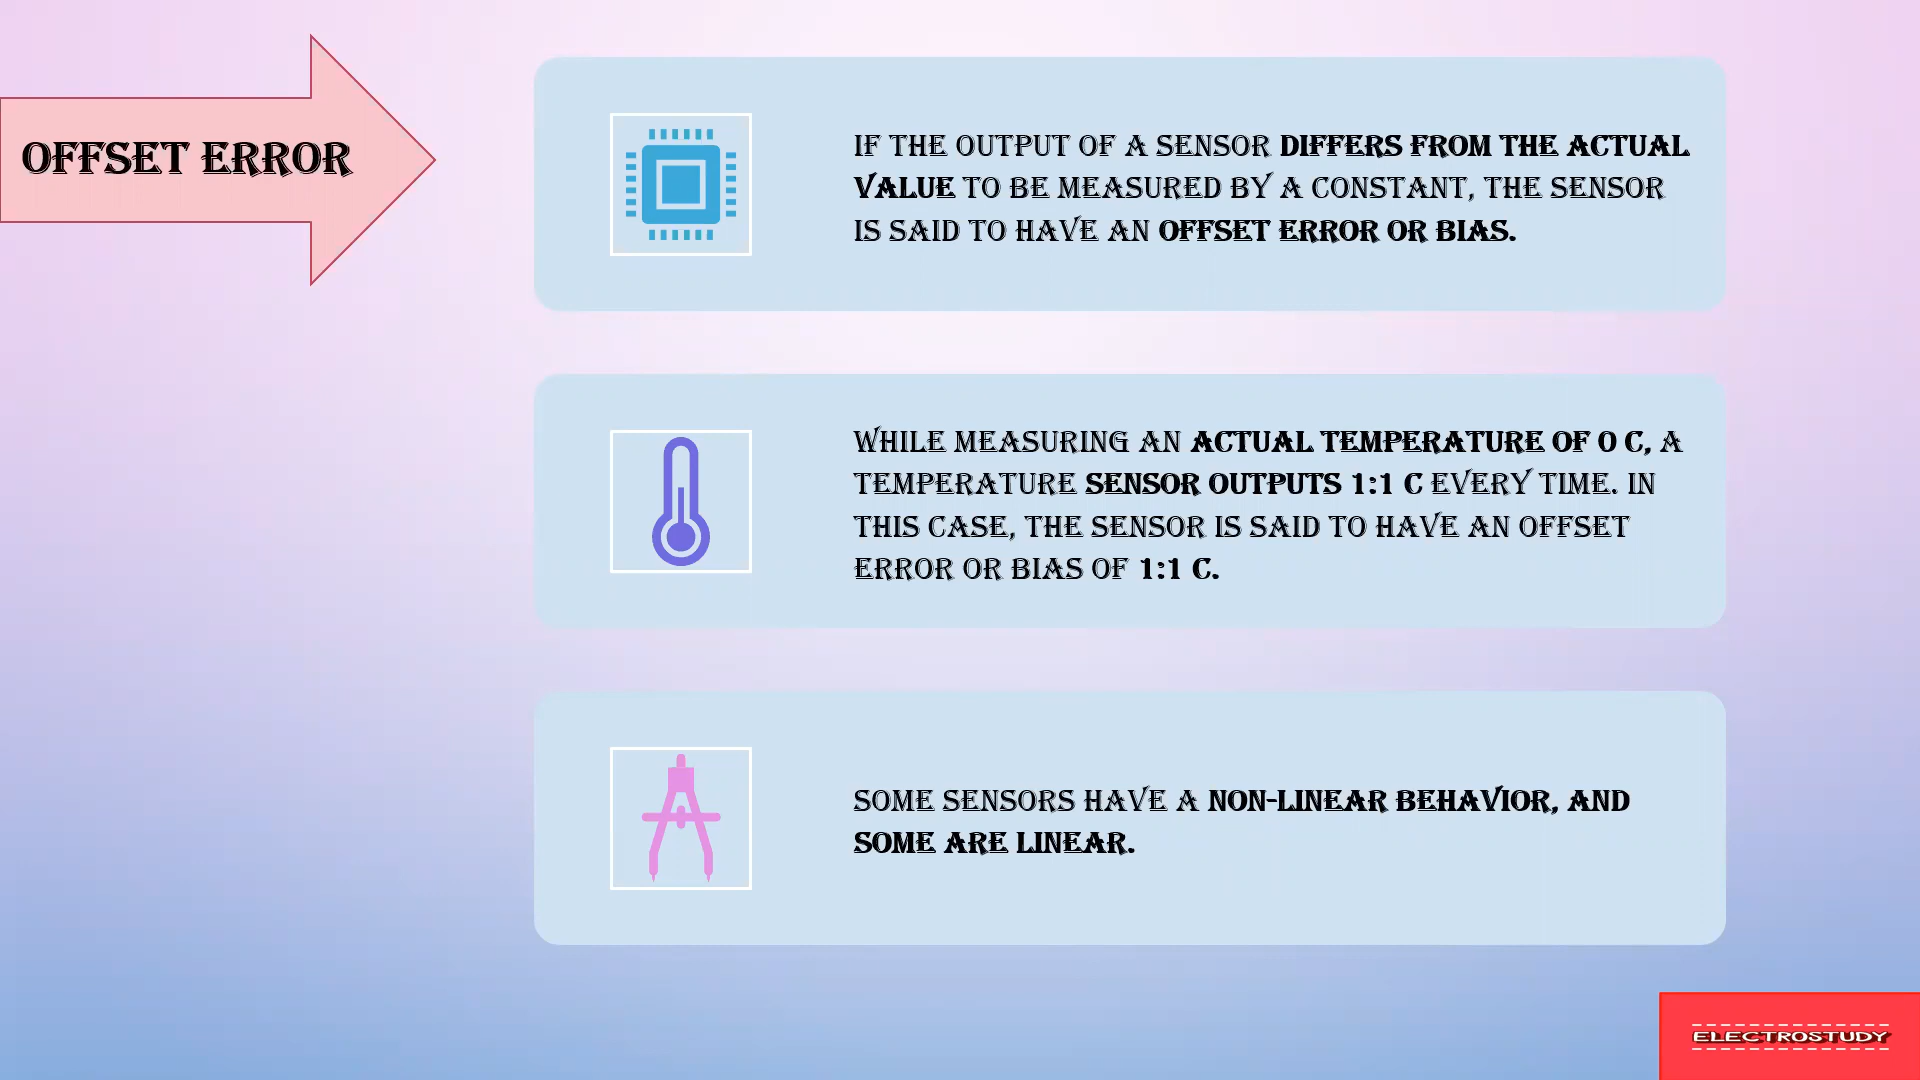 OFFSET ERROR
IF THE OUTPUT OF A SENSOR DIFFERS FROM THE ACTUAL
VALUE TO BE MEASURED BY A CONSTANT, THE SENSOR
IS SAID TO HAVE AN OFFSET ERROR OR BIAS.
WHILE MEASURING AN ACTUAL TEMPERATURE OF 0 C, A
TEMPERATURE SENSOR OUTPUTS 1:1 C EVERY TIME. IN
THIS CASE, THE SENSOR IS SAID TO HAVE AN OFFSET
ERROR OR BIAS OF 1:1 C.
SOME SENSORS HAVE A NON-LINEAR BEHAVIOR, AND
SOME ARE LINEAR.
ELECTROSTUDY